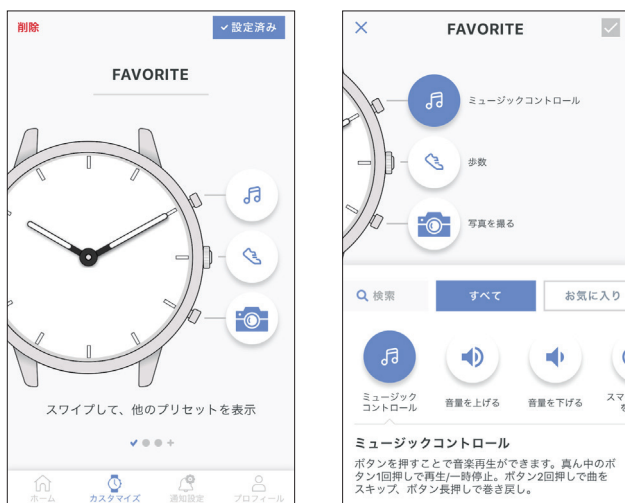 削除
✓設定済み
FAVORITE
スワイプして、他のプリセットを表示
ホーム
カスタマイズ
通知設定
プロフィール
FAVORITE
ミュージックコントロール
歩数
写真を撮る
検索
すべて
お気に入り
ミュージック
コントロール
音量を上げる
音量を下げる
スマ
を
ミュージックコントロール
ボタンを押すことで音楽再生ができます。真ん中のボ
タン1回押しで再生/一時停止。ボタン2回押しで曲を
スキップ、ボタン長押しで巻き戻し。